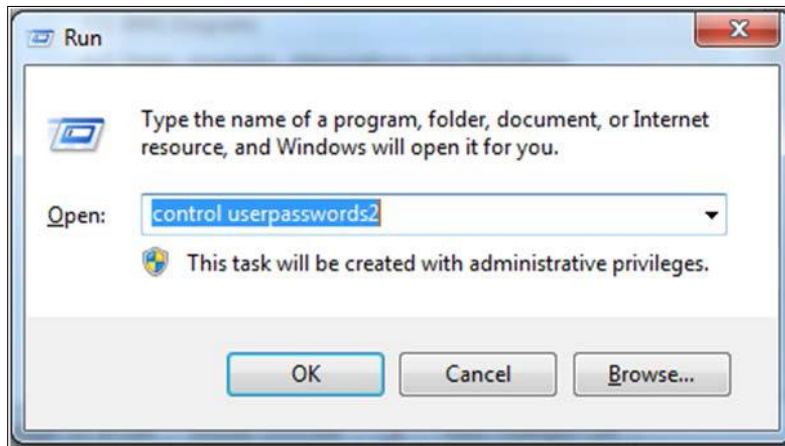 Run
Type the name of a program, folder, document, or Internet
resource, and Windows will open it for you.
Open:
control userpasswords2
This task will be created with administrative privileges.
OK
Cancel
Browse...